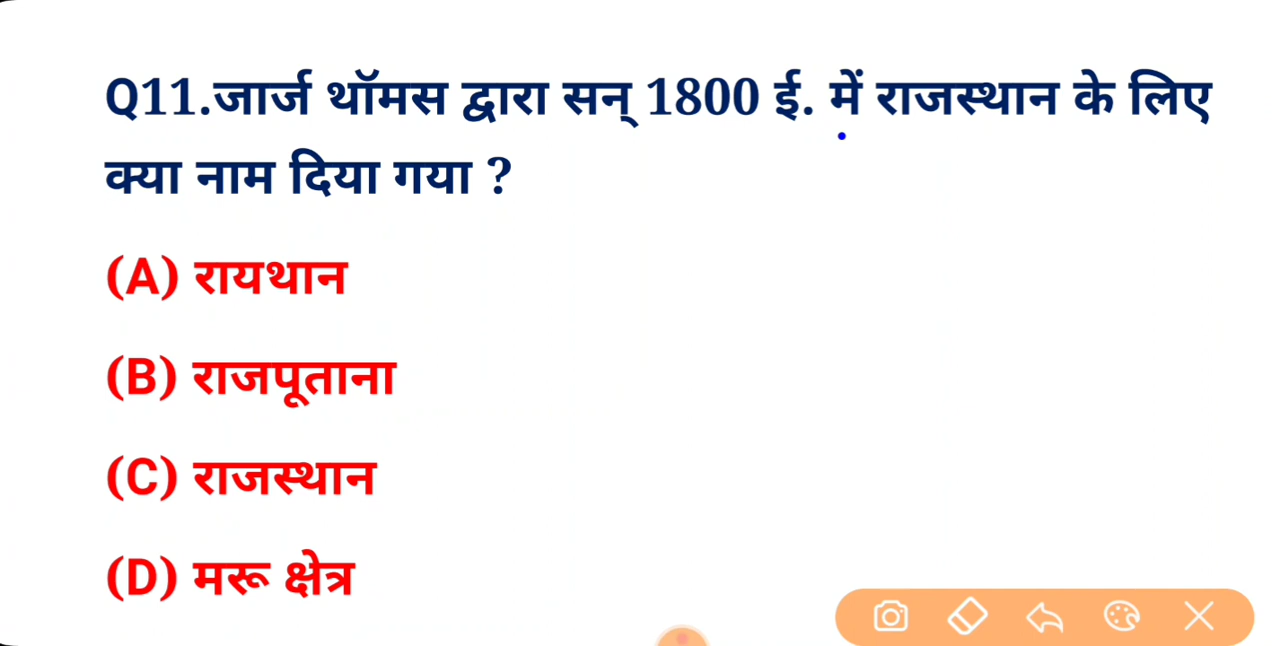 Q11.जार्ज थॉमस द्वारा सन् 1800 ई. में राजस्थान के लिए
क्या नाम दिया गया ?
(A) रायथान
(B) राजपूताना
(C) राजस्थान
(D) मरू क्षेत्र